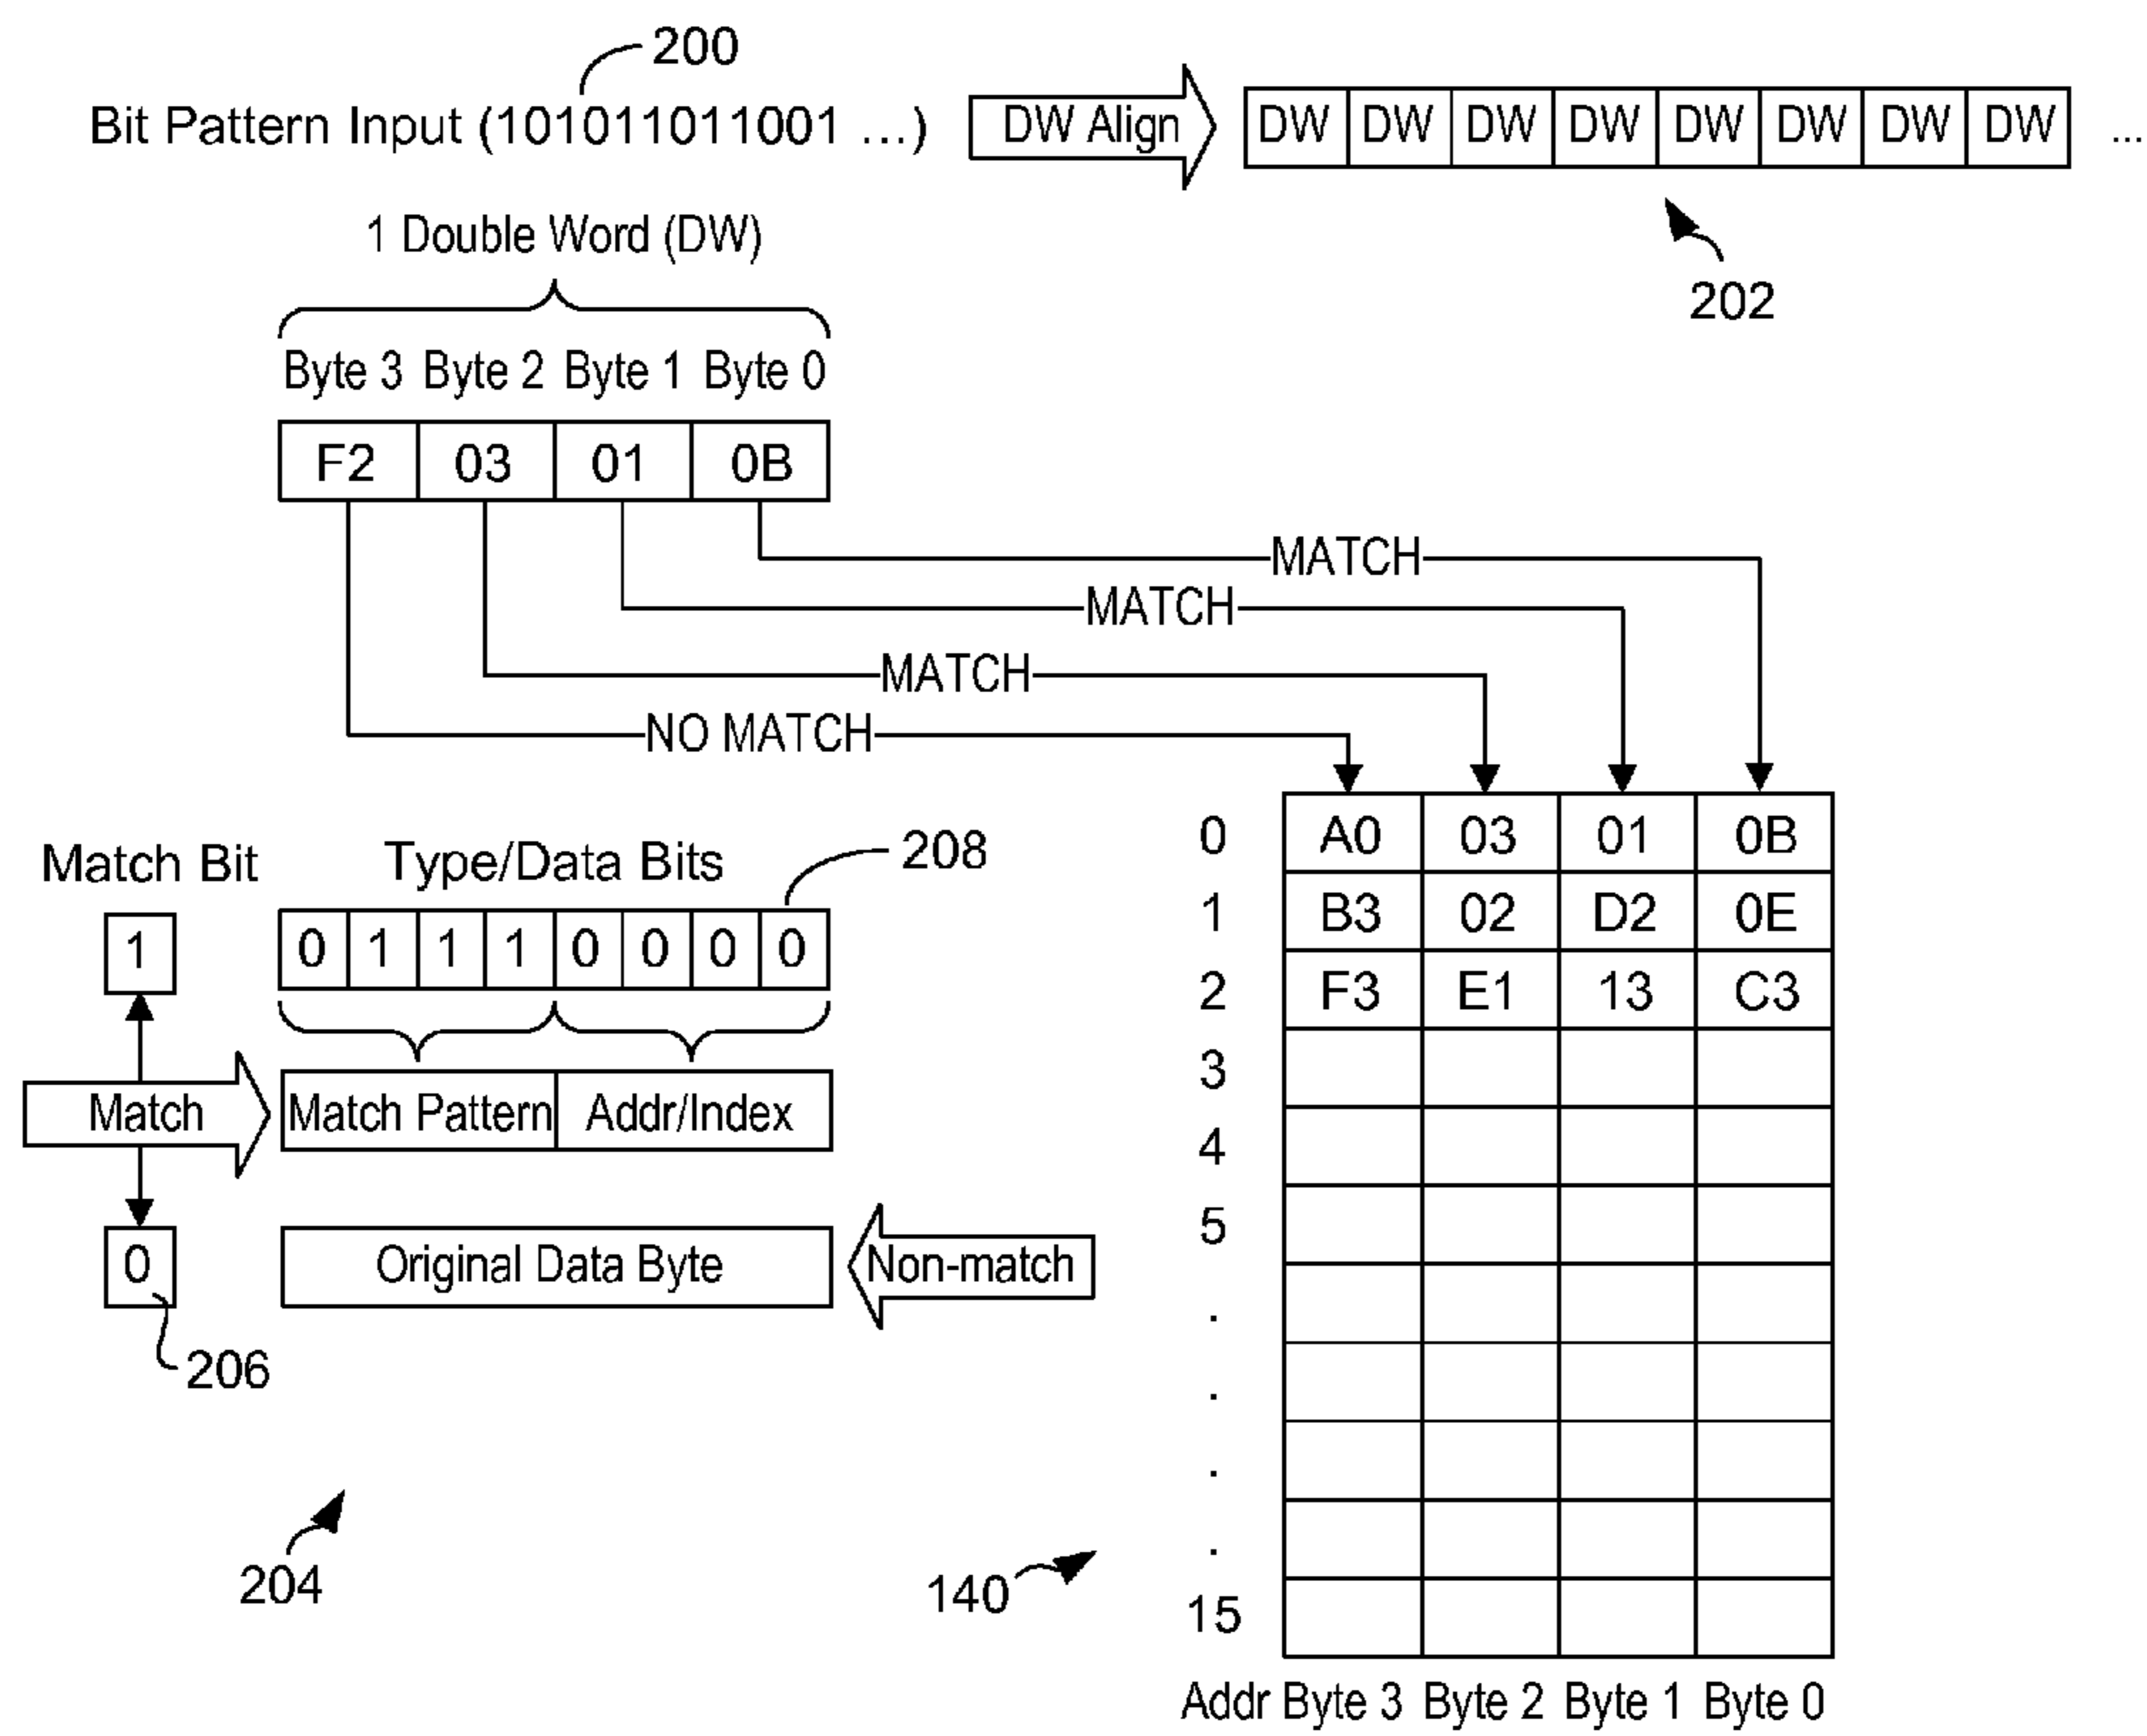 200
Bit Pattern Input (101011011001 ...) DW Align DW DW DW DW DW DW DW DW ...
1 Double Word (DW)
202
Byte 3 Byte 2 Byte 1 Byte 0
F2 03 01 0B
MATCH
MATCH
MATCH
NO MATCH
Match Bit Type/Data Bits 208
1 0 1 1 1 0 0 0 0
Match Match Pattern Addr/Index
0 Original Data Byte Non-match
206
204
0 A0 03 01 0B
1 B3 02 D2 0E
2 F3 E1 13 C3
3
4
5
.
.
.
.
15
140
Addr Byte 3 Byte 2 Byte 1 Byte 0